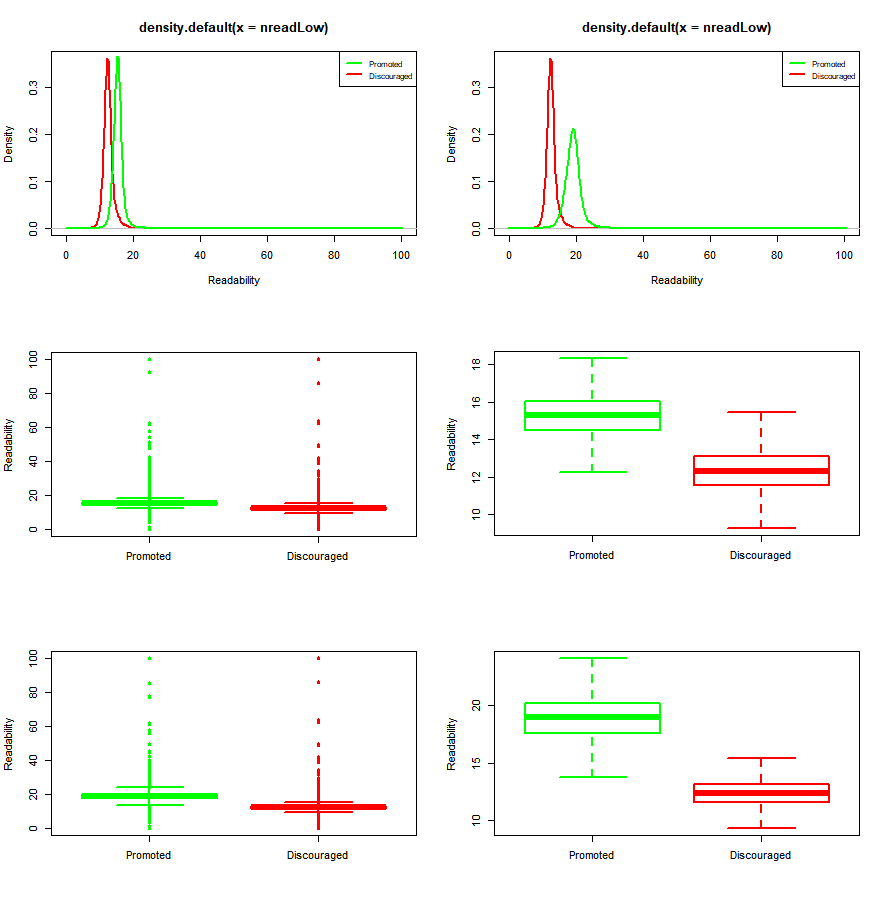 density.default(x = nreadLow)
Promoted
Discouraged
Density
0.0
0.1
0.2
0.3
0 20 40 60 80 100
Readability
density.default(x = nreadLow)
Promoted
Discouraged
Density
0.0
0.1
0.2
0.3
0 20 40 60 80 100
Readability
Readability
0 20 40 60 80 100
Promoted Discouraged
Readability
10 12 14 16 18
Promoted Discouraged
Readability
0 20 40 60 80 100
Promoted Discouraged
Readability
10 15 20
Promoted Discouraged